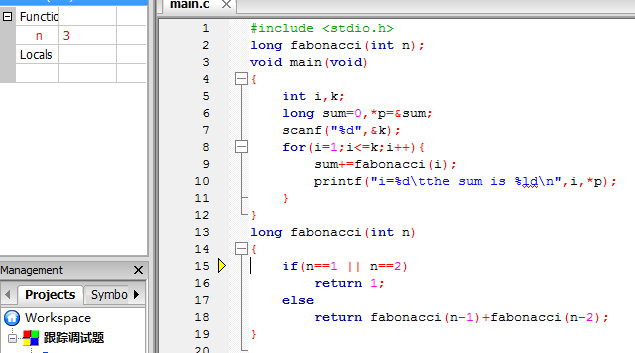 Functic
n 3
Locals
Management
Projects Symbo
Workspace
跟踪调试题
main.c
1 #include <stdio.h>
2 long fabonacci(int n);
3 void main(void)
4 {
5 int i,k;
6 long sum=0,*p=&sum;
7 scanf("%d",&k);
8 for(i=1;i<=k;i++){
9 sum+=fabonacci(i);
10 printf("i=%d\tthe sum is %ld\n",i,*p);
11 }
12 }
13 long fabonacci(int n)
14 {
15 if(n==1 || n==2)
16 return 1;
17 else
18 return fabonacci(n-1)+fabonacci(n-2);
19 }
20